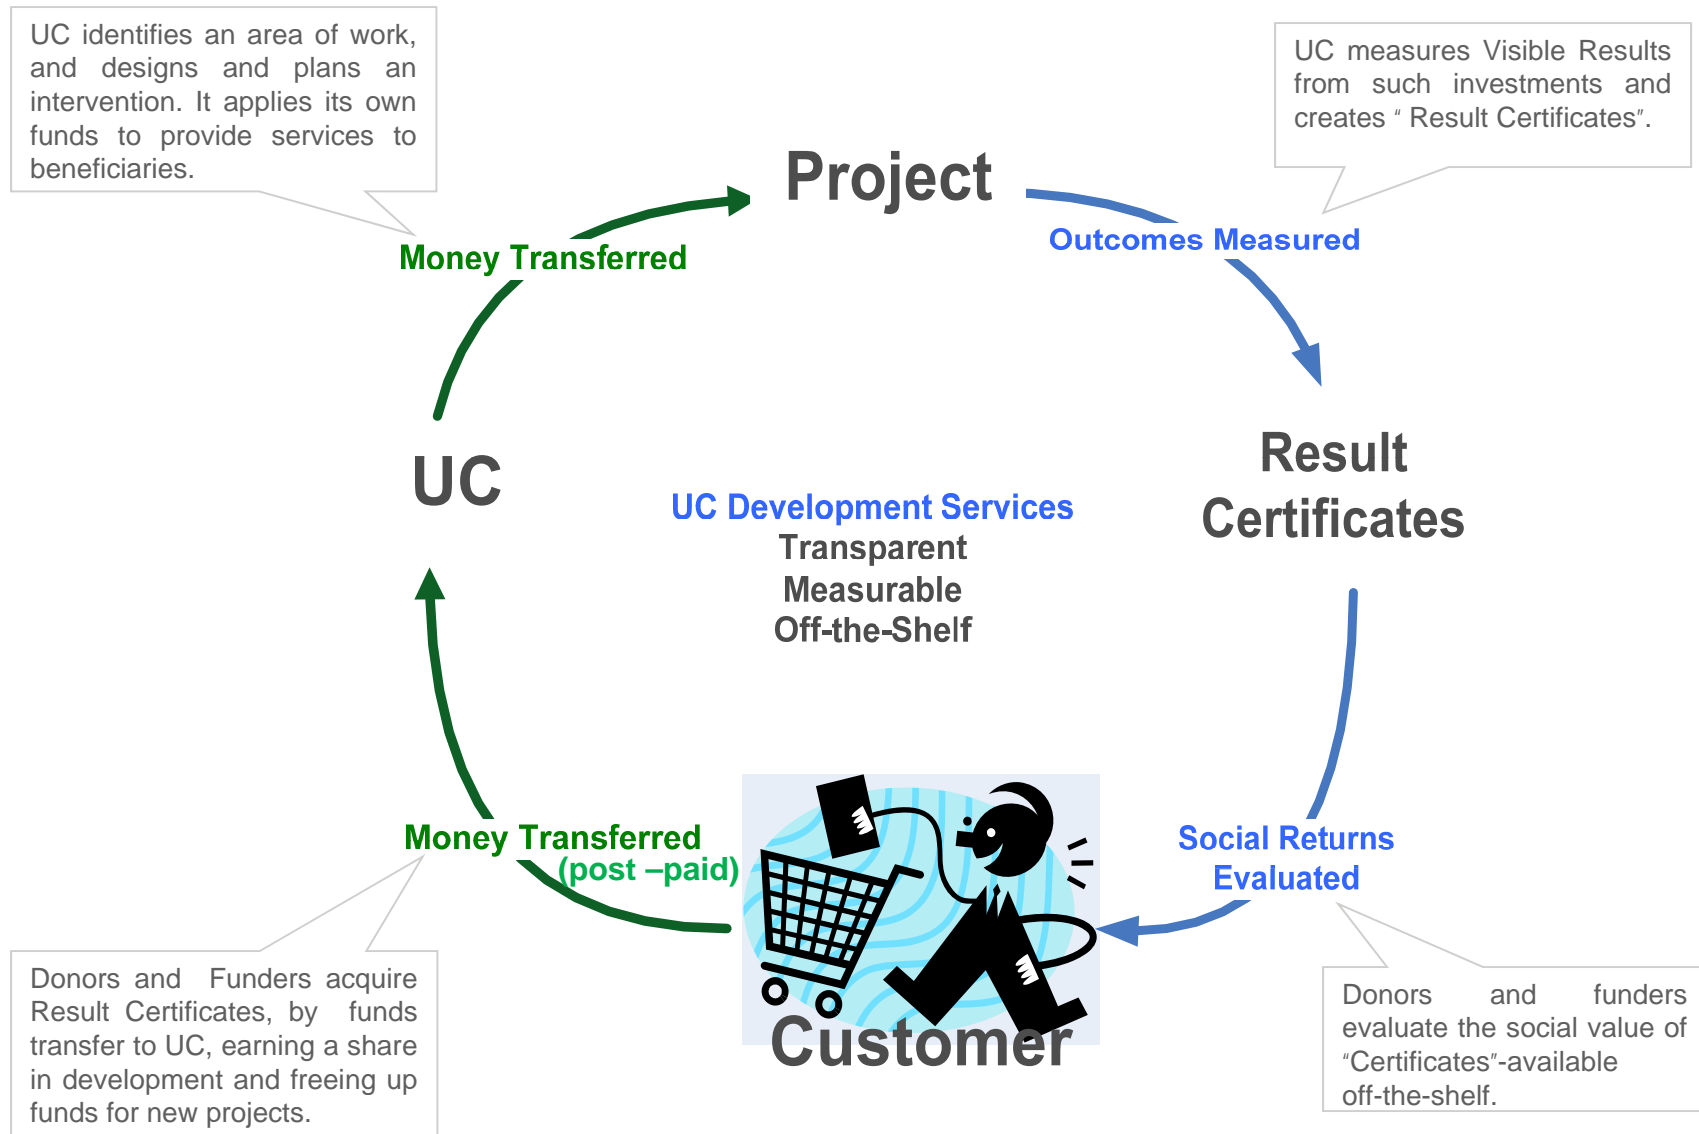 UC identifies an area of work,
and designs and plans an
intervention. It applies its own
funds to provide services to
beneficiaries.
UC measures Visible Results
from such investments and
creates " Result Certificates".
Project
Money Transferred
Outcomes Measured
UC
Result
Certificates
UC Development Services
Transparent
Measurable
Off-the-Shelf
Money Transferred
(post –paid)
Social Returns
Evaluated
Customer
Donors and Funders acquire
Result Certificates, by funds
transfer to UC, earning a share
in development and freeing up
funds for new projects.
Donors and funders
evaluate the social value of
"Certificates"-available
off-the-shelf.